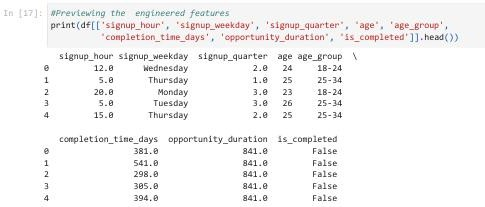 In [17]: #Previewing the engineered features
print(df[['signup_hour', 'signup_weekday', 'signup_quarter', 'age', 'age_group',
'completion_time_days', 'opportunity_duration', 'is_completed']].head())
signup_hour signup_weekday signup_quarter age age_group \
0 12.0 Wednesday 2.0 24 18-24
1 5.0 Thursday 1.0 25 25-34
2 20.0 Monday 3.0 23 18-24
3 5.0 Tuesday 3.0 26 25-34
4 15.0 Thursday 2.0 25 25-34
completion_time_days opportunity_duration is_completed
0 381.0 841.0 False
1 541.0 841.0 False
2 298.0 841.0 False
3 305.0 841.0 False
4 394.0 841.0 False